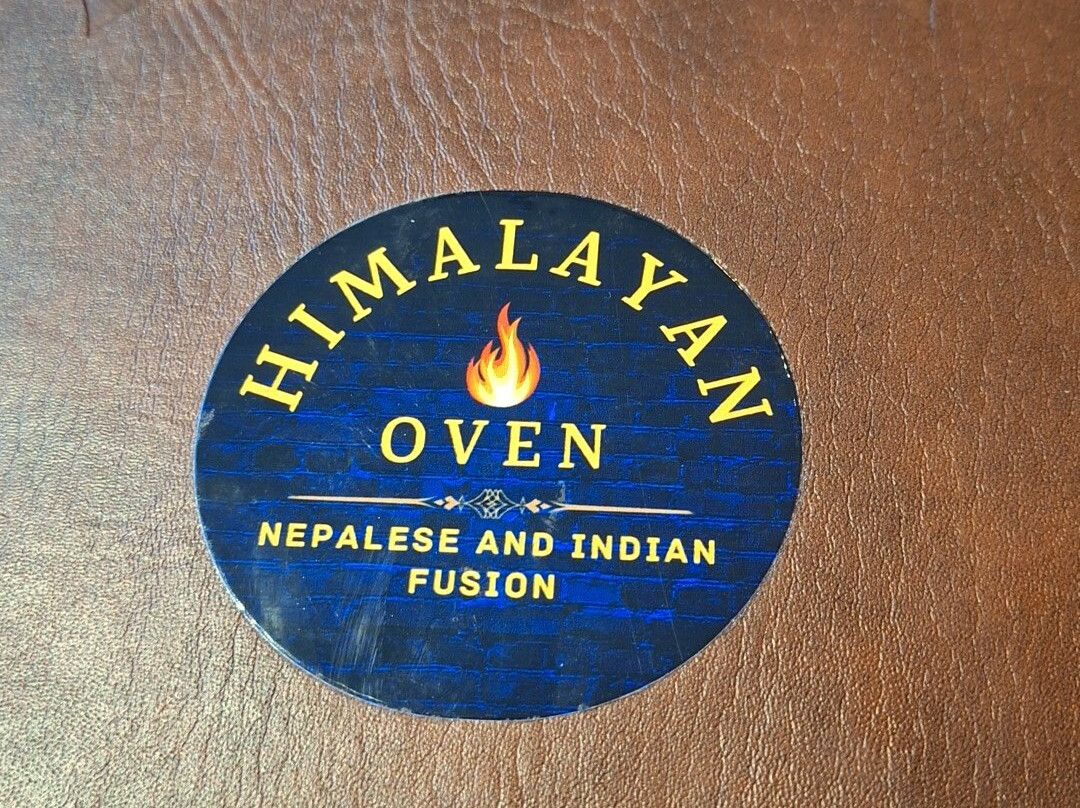 HIMALAYAN
OVEN
NEPALESE AND INDIAN
FUSION